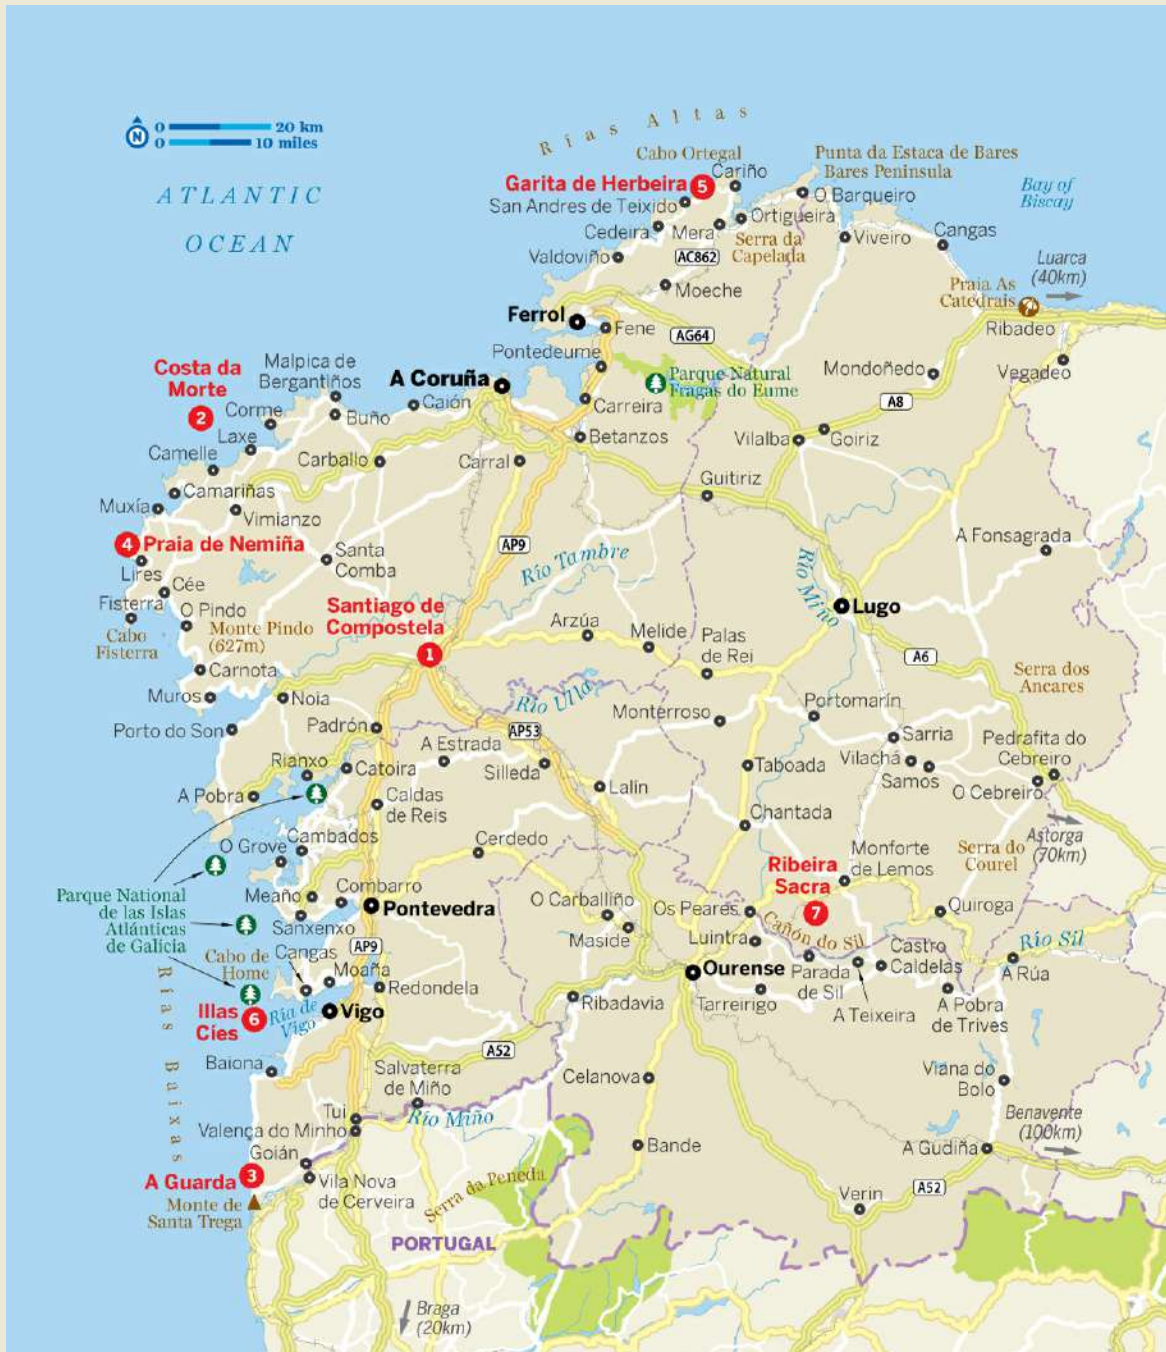 0 20 km
0 10 miles
N
ATLANTIC
OCEAN
Rías Altas
Cabo Ortegal
Cariño
Punta da Estaca de Bares
Bares Peninsula
Bay of
Biscay
Garita de Herbeira 5
San Andres de Teixido
O Barqueiro
Ortigueira
Cedeira
Mera
Serra da
Capelada
Viveiro
Cangas
Valdoviño
AC862
Luarca
(40km)
Moeche
Praia As
Catedrais
Ferrol
Fene
AG64
Ribadeo
Pontedeume
Costa da
Morte
2
Malpica de
Bergantiños
A Coruña
Parque Natural
Fragas do Eume
Mondoñedo
Vegadeo
Corme
Buño
Caión
Carreira
A8
Laxe
Betanzos
Vilalba
Goiriz
Camelle
Carballo
Carral
Guitiriz
Camariñas
Muxía
Vimianzo
4 Praia de Nemiña
AP9
Santa
Comba
Río Tambre
A Fonsagrada
Lires
Cée
Río Miño
Fisterra
O Pindo
Santiago de
Compostela
1
Lugo
Cabo
Fisterra
Monte Pindo
(627m)
Arzúa
Melide
Palas
de Rei
A6
Carnota
Serra dos
Ancares
Muros
Noia
Río Ulla
Monterroso
Portomarín
Porto do Son
Padrón
AP53
Sarria
A Estrada
Pedrafita do
Cebreiro
Rianxo
Catoira
Silleda
Taboada
Vilachá
Samos
A Pobra
Caldas
de Reis
Lalín
O Cebreiro
Chantada
Cambados
Cerdedo
Astorga
(70km)
O Grove
Ribeira
Sacra
7
Monforte
de Lemos
Serra do
Courel
Parque National
de las Islas
Atlánticas
de Galicia
Meaño
Combarro
Pontevedra
O Carballiño
Os Peares
Quiroga
Sanxenxo
Maside
Luintra
Cañón do Sil
Río Sil
Cabo de
Home
Cangas
AP9
Moaña
Redondela
Ourense
Parada
de Sil
Castro
Caldelas
A Rúa
Rías Baixas
Illas
Cíes
6
Ría de
Vigo
Vigo
Ribadavia
Tarreirigo
A Teixeira
A Pobra
de Trives
Baiona
A52
Salvaterra
de Miño
Celanova
Viana do
Bolo
Tui
Río Miño
Valença do Minho
Benavente
(100km)
Goián
Bande
A Gudiña
A Guarda 3
Vila Nova
de Cerveira
Serra da Peneda
Monte de
Santa Trega
Verin
A52
PORTUGAL
Braga
(20km)